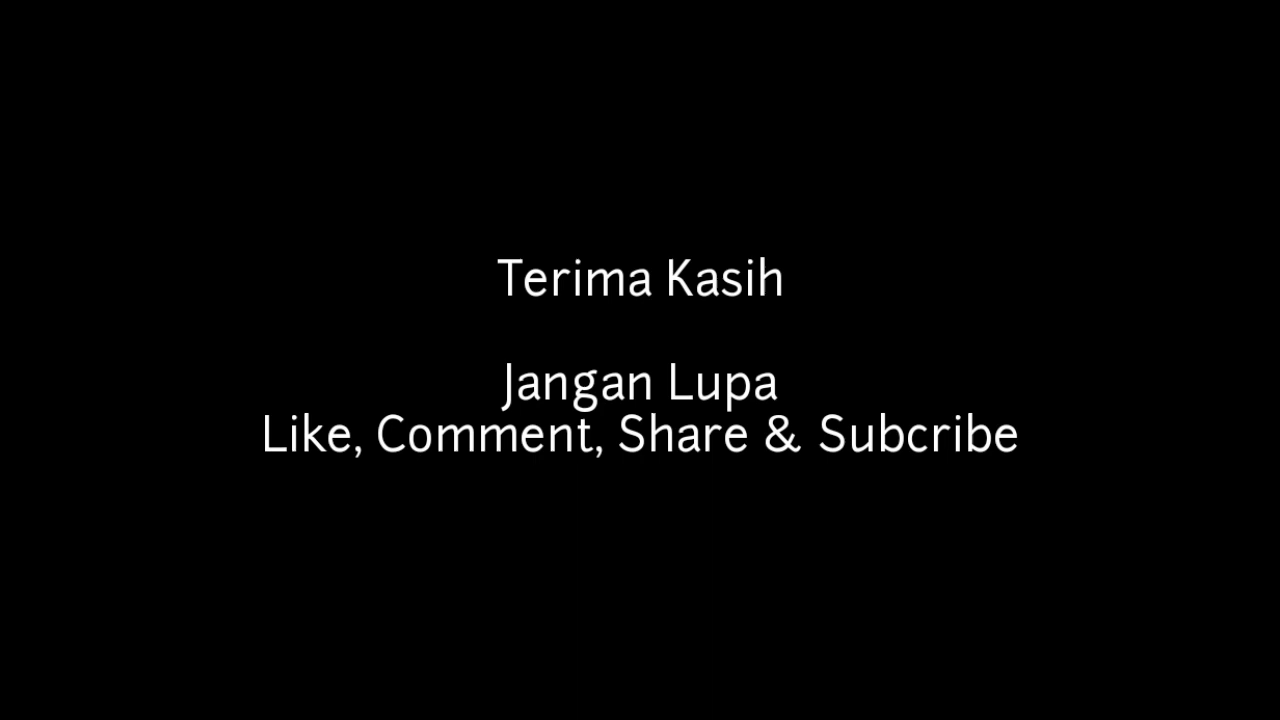 Terima Kasih
Jangan Lupa
Like, Comment, Share & Subcribe